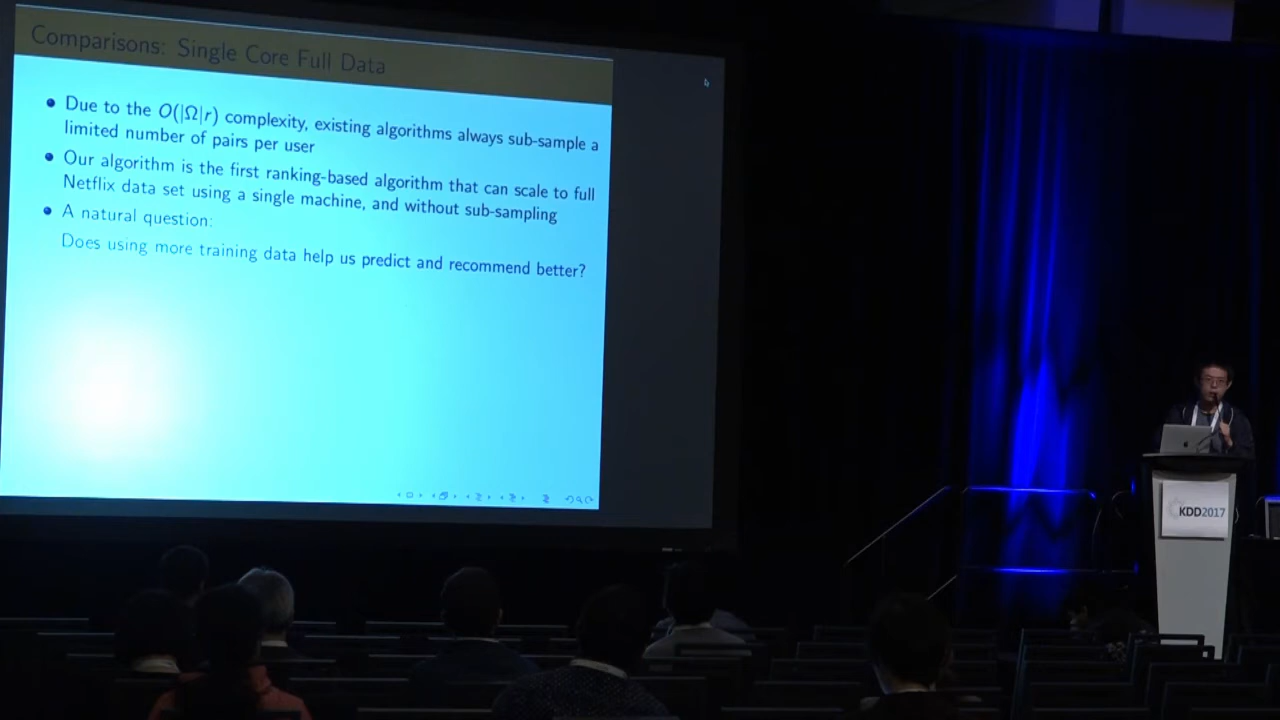 Comparisons: Single Core Full Data
• Due to the O(|Ω|r) complexity, existing algorithms always sub-sample a
limited number of pairs per user
• Our algorithm is the first ranking-based algorithm that can scale to full
Netflix data set using a single machine, and without sub-sampling
• A natural question:
Does using more training data help us predict and recommend better?
KDD2017